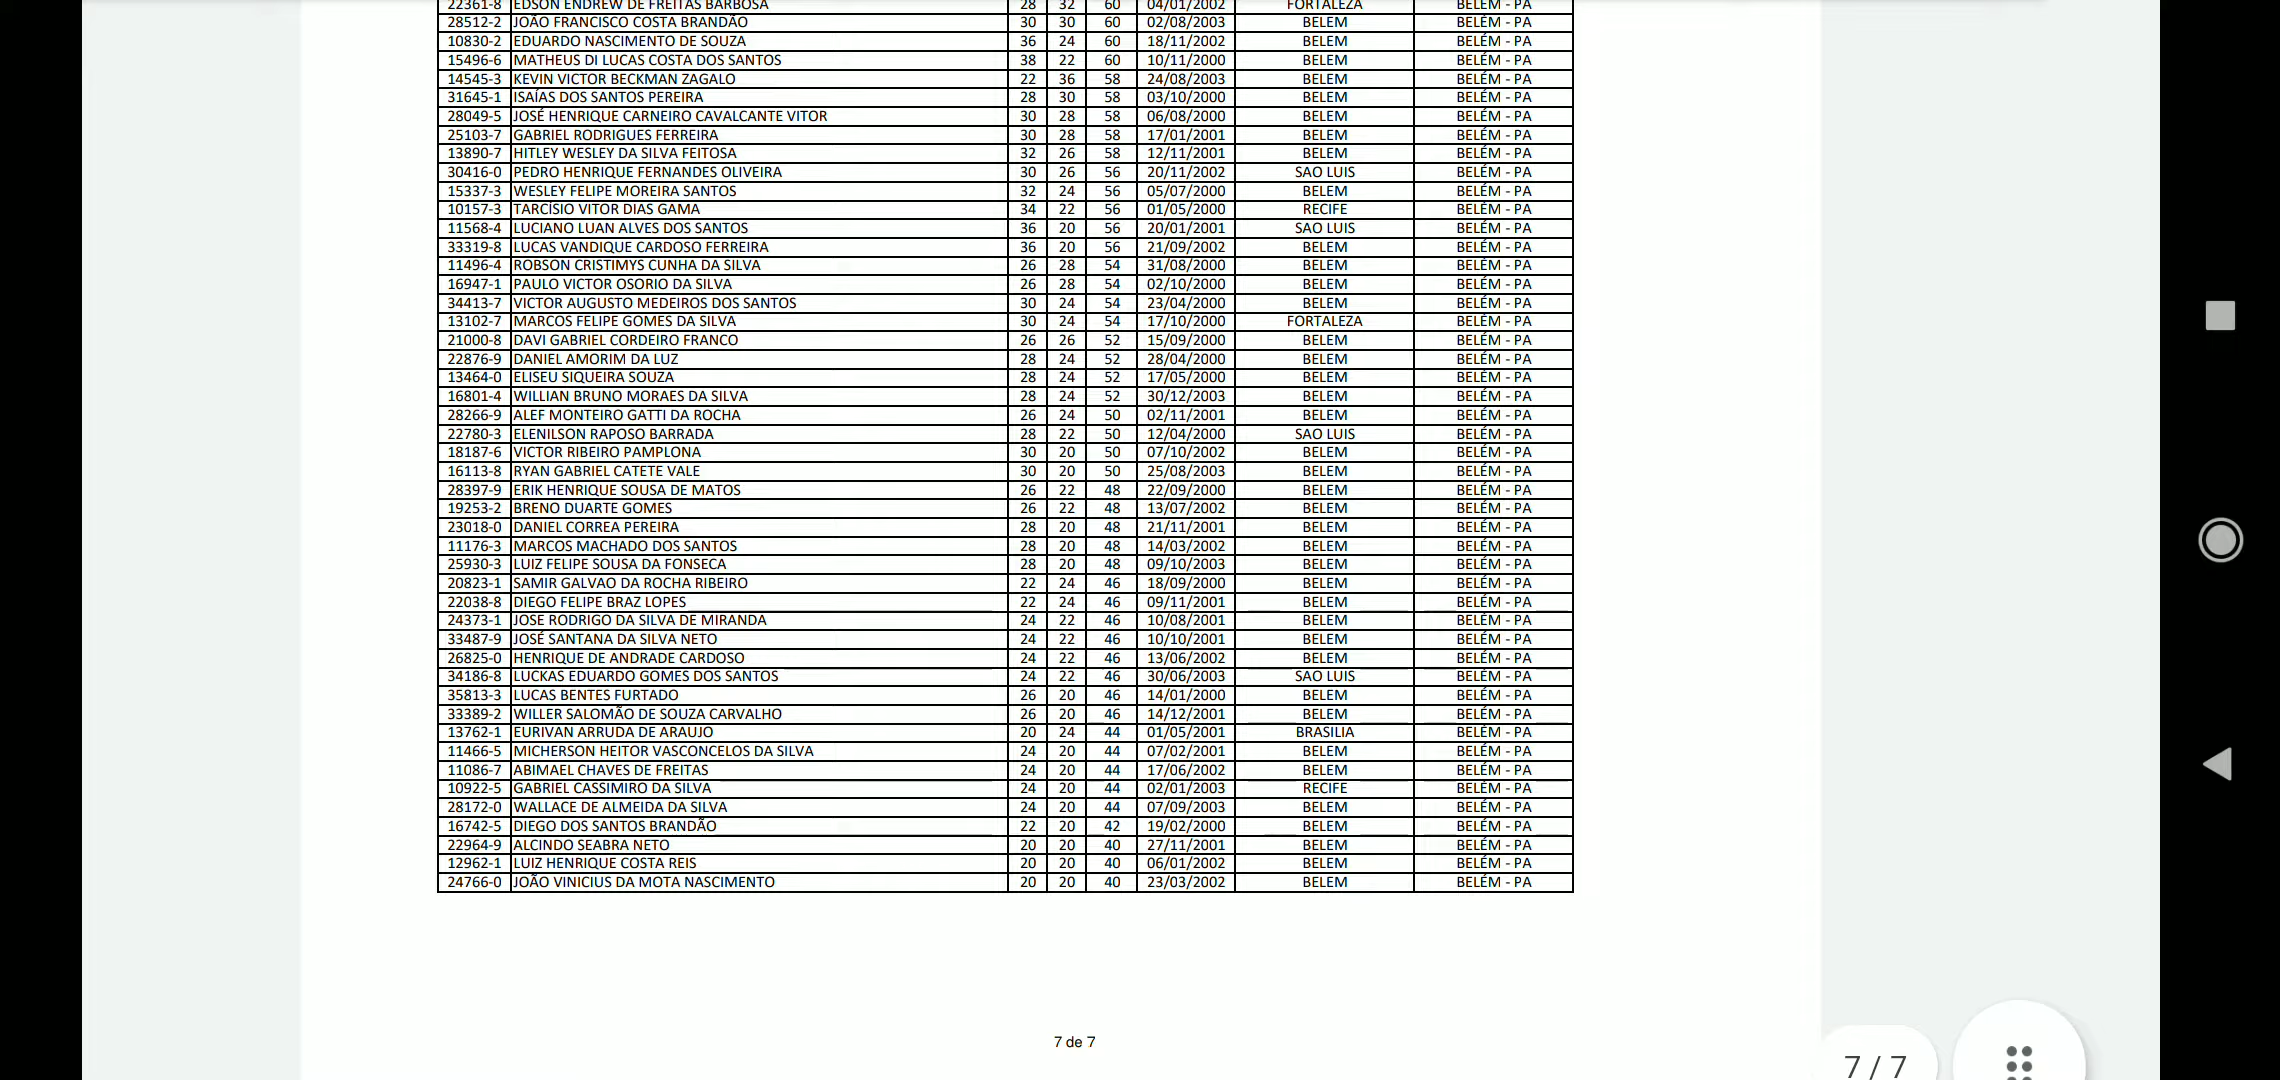 22361-8 EDSON ENDREW DE FREITAS BARBOSA 28 32 60 04/01/2002 FORTALEZA BELÉM - PA
28512-2 JOÃO FRANCISCO COSTA BRANDÃO 30 30 60 02/08/2003 BELEM BELÉM - PA
10830-2 EDUARDO NASCIMENTO DE SOUZA 36 24 60 18/11/2002 BELEM BELÉM - PA
15496-6 MATHEUS DI LUCAS COSTA DOS SANTOS 38 22 60 10/11/2000 BELEM BELÉM - PA
14545-3 KEVIN VICTOR BECKMAN ZAGALO 22 36 58 24/08/2003 BELEM BELÉM - PA
31645-1 ISAÍAS DOS SANTOS PEREIRA 28 30 58 03/10/2000 BELEM BELÉM - PA
28049-5 JOSÉ HENRIQUE CARNEIRO CAVALCANTE VITOR 30 28 58 06/08/2000 BELEM BELÉM - PA
25103-7 GABRIEL RODRIGUES FERREIRA 30 28 58 17/01/2001 BELEM BELÉM - PA
13890-7 HITLEY WESLEY DA SILVA FEITOSA 32 26 58 12/11/2001 BELEM BELÉM - PA
30416-0 PEDRO HENRIQUE FERNANDES OLIVEIRA 30 26 56 20/11/2002 SAO LUIS BELÉM - PA
15337-3 WESLEY FELIPE MOREIRA SANTOS 32 24 56 05/07/2000 BELEM BELÉM - PA
10157-3 TARCÍSIO VITOR DIAS GAMA 34 22 56 01/05/2000 RECIFE BELÉM - PA
11568-4 LUCIANO LUAN ALVES DOS SANTOS 36 20 56 20/01/2001 SAO LUIS BELÉM - PA
33319-8 LUCAS VANDIQUE CARDOSO FERREIRA 36 20 56 21/09/2002 BELEM BELÉM - PA
11496-4 ROBSON CRISTIMYS CUNHA DA SILVA 26 28 54 31/08/2000 BELEM BELÉM - PA
16947-1 PAULO VICTOR OSORIO DA SILVA 26 28 54 02/10/2000 BELEM BELÉM - PA
34413-7 VICTOR AUGUSTO MEDEIROS DOS SANTOS 30 24 54 23/04/2000 BELEM BELÉM - PA
13102-7 MARCOS FELIPE GOMES DA SILVA 30 24 54 17/10/2000 FORTALEZA BELÉM - PA
21000-8 DAVI GABRIEL CORDEIRO FRANCO 26 26 52 15/09/2000 BELEM BELÉM - PA
22876-9 DANIEL AMORIM DA LUZ 28 24 52 28/04/2000 BELEM BELÉM - PA
13464-0 ELISEU SIQUEIRA SOUZA 28 24 52 17/05/2000 BELEM BELÉM - PA
16801-4 WILLIAN BRUNO MORAES DA SILVA 28 24 52 30/12/2003 BELEM BELÉM - PA
28266-9 ALEF MONTEIRO GATTI DA ROCHA 26 24 50 02/11/2001 BELEM BELÉM - PA
22780-3 ELENILSON RAPOSO BARRADA 28 22 50 12/04/2000 SAO LUIS BELÉM - PA
18187-6 VICTOR RIBEIRO PAMPLONA 30 20 50 07/10/2002 BELEM BELÉM - PA
16113-8 RYAN GABRIEL CATETE VALE 30 20 50 25/08/2003 BELEM BELÉM - PA
28397-9 ERIK HENRIQUE SOUSA DE MATOS 26 22 48 22/09/2000 BELEM BELÉM - PA
19253-2 BRENO DUARTE GOMES 26 22 48 13/07/2002 BELEM BELÉM - PA
23018-0 DANIEL CORREA PEREIRA 28 20 48 21/11/2001 BELEM BELÉM - PA
11176-3 MARCOS MACHADO DOS SANTOS 28 20 48 14/03/2002 BELEM BELÉM - PA
25930-3 LUIZ FELIPE SOUSA DA FONSECA 28 20 48 09/10/2003 BELEM BELÉM - PA
20823-1 SAMIR GALVAO DA ROCHA RIBEIRO 22 24 46 18/09/2000 BELEM BELÉM - PA
22038-8 DIEGO FELIPE BRAZ LOPES 22 24 46 09/11/2001 BELEM BELÉM - PA
24373-1 JOSE RODRIGO DA SILVA DE MIRANDA 24 22 46 10/08/2001 BELEM BELÉM - PA
33487-9 JOSÉ SANTANA DA SILVA NETO 24 22 46 10/10/2001 BELEM BELÉM - PA
26825-0 HENRIQUE DE ANDRADE CARDOSO 24 22 46 13/06/2002 BELEM BELÉM - PA
34186-8 LUCKAS EDUARDO GOMES DOS SANTOS 24 22 46 30/06/2003 SAO LUIS BELÉM - PA
35813-3 LUCAS BENTES FURTADO 26 20 46 14/01/2000 BELEM BELÉM - PA
33389-2 WILLER SALOMÃO DE SOUZA CARVALHO 26 20 46 14/12/2001 BELEM BELÉM - PA
13762-1 EURIVAN ARRUDA DE ARAUJO 20 24 44 01/05/2001 BRASILIA BELÉM - PA
11466-5 MICHERSON HEITOR VASCONCELOS DA SILVA 24 20 44 07/02/2001 BELEM BELÉM - PA
11086-7 ABIMAEL CHAVES DE FREITAS 24 20 44 17/06/2002 BELEM BELÉM - PA
10922-5 GABRIEL CASSIMIRO DA SILVA 24 20 44 02/01/2003 RECIFE BELÉM - PA
28172-0 WALLACE DE ALMEIDA DA SILVA 24 20 44 07/09/2003 BELEM BELÉM - PA
16742-5 DIEGO DOS SANTOS BRANDÃO 22 20 42 19/02/2000 BELEM BELÉM - PA
22964-9 ALCINDO SEABRA NETO 20 20 40 27/11/2001 BELEM BELÉM - PA
12962-1 LUIZ HENRIQUE COSTA REIS 20 20 40 06/01/2002 BELEM BELÉM - PA
24766-0 JOÃO VINICIUS DA MOTA NASCIMENTO 20 20 40 23/03/2002 BELEM BELÉM - PA
7 de 7
7 / 7